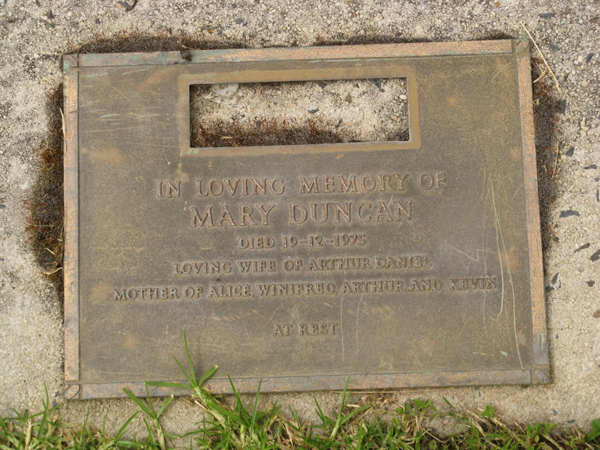 IN LOVING MEMORY OF
MARY DUNCAN
DIED 19-12-1975
LOVING WIFE OF ARTHUR DANIEL
MOTHER OF ALICE, WINIFRED, ARTHUR AND KEVIN
AT REST